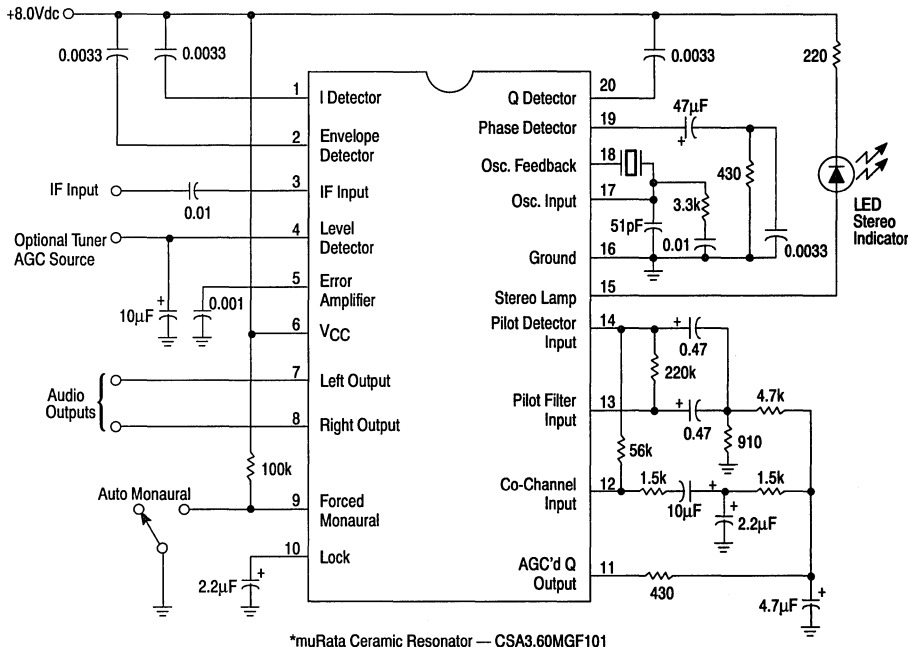 +8.0Vdc
0.0033
0.0033
0.0033
220
1
I Detector
2
Envelope
Detector
IF Input
0.01
3
IF Input
Optional Tuner
AGC Source
4
Level
Detector
+
10µF
0.001
5
Error
Amplifier
6
VCC
Audio
Outputs
7
Left Output
8
Right Output
100k
Auto Monaural
9
Forced
Monaural
10
Lock
2.2µF
+
Q Detector
20
Phase Detector
19
47µF
+
Osc. Feedback
18
Osc. Input
17
51pF
3.3k
0.01
430
0.0033
LED
Stereo
Indicator
Ground
16
Stereo Lamp
15
Pilot Detector
Input
14
+
0.47
220k
Pilot Filter
Input
13
+
0.47
4.7k
910
56k
Co-Channel
Input
12
1.5k
10µF
+
1.5k
+
2.2µF
AGC'd Q
Output
11
430
4.7µF
+
*muRata Ceramic Resonator — CSA3.60MGF101